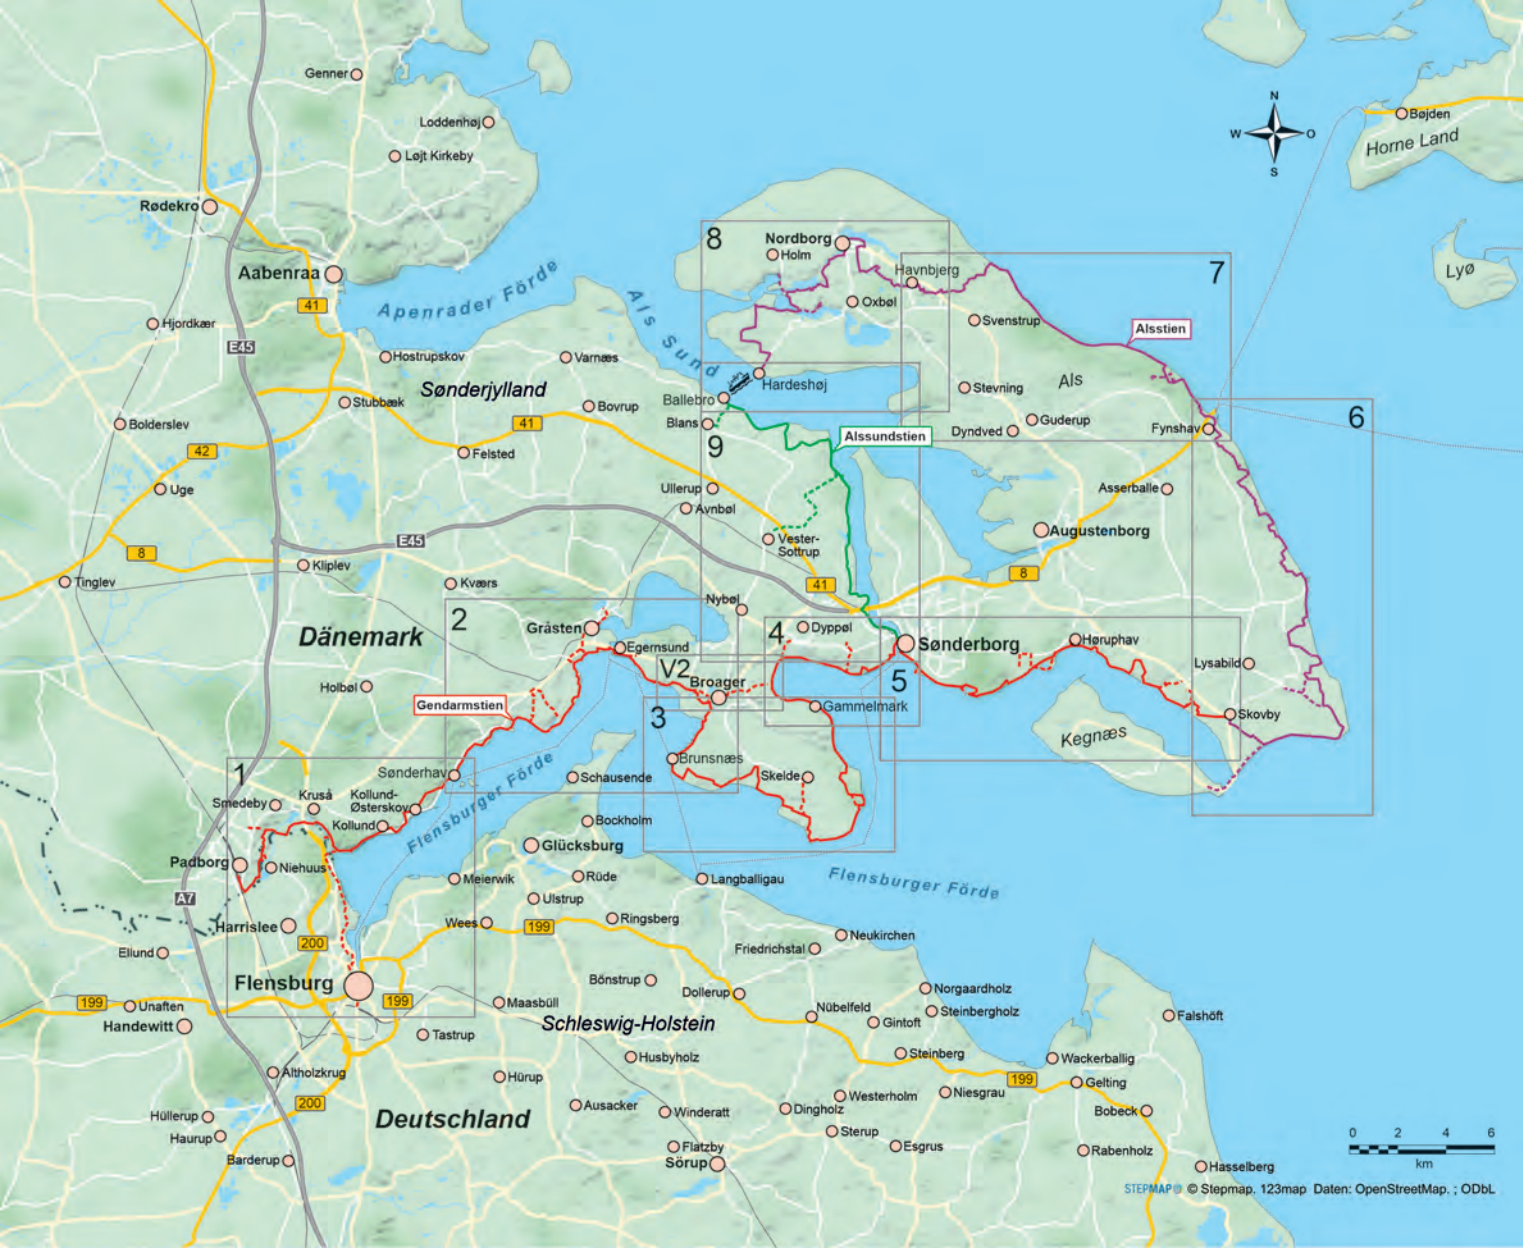 Genner
Loddenhøj
Løjt Kirkeby
Bøjden
Horne Land
N
W
O
S
Rødekro
8
Nordborg
Holm
Havnbjerg
7
Lyø
Aabenraa
Apenrader Förde
41
Als Sund
Oxbøl
Svenstrup
Alsstien
Hjordkær
E45
Hostrupskov
Varnæs
Sønderjylland
Hardeshøj
Stevning
Als
Ballebro
Stubbæk
Bovrup
Bolderslev
41
Blans
Guderup
Dyndved
Fynshav
6
Alssundstien
9
42
Felsted
Uge
Ullerup
Asserballe
Avnbøl
Augustenborg
E45
Vester-
Sottrup
8
Kliplev
8
Tinglev
Kværs
41
Nybøl
2
Gråsten
Dyppøl
4
Dänemark
Egernsund
Sønderborg
Høruphav
V2
Lysabild
Broager
5
Holbøl
Gendarmstien
3
Gammelmark
Skovby
Kegnæs
Brunsnæs
1
Sønderhav
Schausende
Skelde
Smedeby
Kruså
Kollund-
Østerskov
Kollund
Flensburger Förde
Bockholm
Glücksburg
Padborg
Niehuus
Meierwik
Rüde
Langballigau
Flensburger Förde
A7
Ulstrup
Harrislee
Wees
199
Ringsberg
200
Neukirchen
Friedrichstal
Ellund
Flensburg
Bönstrup
Dollerup
Norgaardholz
199
Unaften
199
Maasbüll
Nübelfeld
Steinbergholz
Gintoft
Falshöft
Handewitt
Schleswig-Holstein
Tastrup
Husbyholz
Steinberg
Wackerballig
Altholzkrug
Hürup
199
Gelting
Westerholm
Niesgrau
200
Ausacker
Winderatt
Dingholz
Bobeck
Hüllerup
Deutschland
Haurup
Sterup
Flatzby
Esgrus
Rabenholz
0 2 4 6
km
Barderup
Sörup
Hasselberg
STEPMAP © Stepmap, 123map Daten: OpenStreetMap, ; ODbL